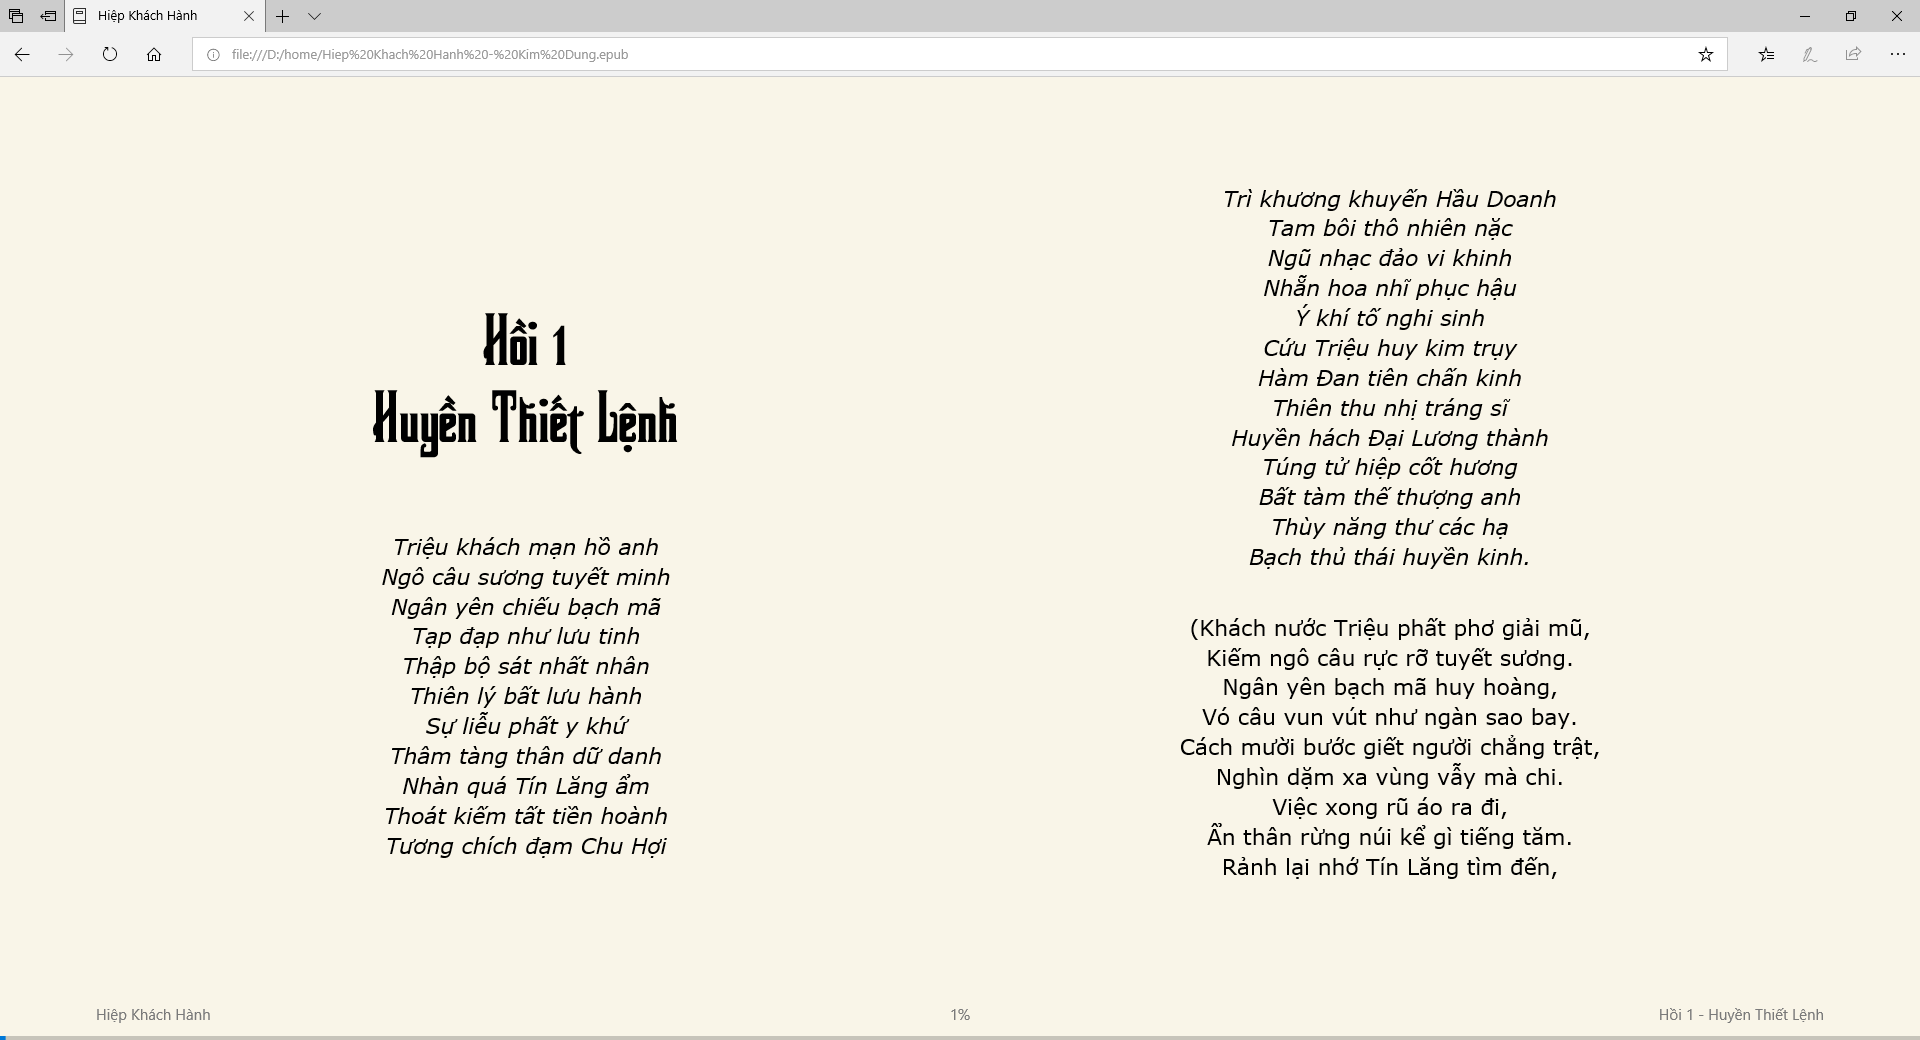 Hiệp Khách Hành
file:///D:/home/Hiep%20Khach%20Hanh%20-%20Kim%20Dung.epub
Hồi 1
Huyền Thiết Lệnh
Triệu khách mạn hồ anh
Ngô câu sương tuyết minh
Ngân yên chiếu bạch mã
Tạp đạp như lưu tinh
Thập bộ sát nhất nhân
Thiên lý bất lưu hành
Sự liễu phất y khứ
Thâm tàng thân dữ danh
Nhàn quá Tín Lăng ẩm
Thoát kiếm tất tiền hoành
Tương chích đạm Chu Hợi
Trì khương khuyến Hầu Doanh
Tam bôi thô nhiên nặc
Ngũ nhạc đảo vi khinh
Nhẵn hoa nhĩ phục hậu
Ý khí tố nghi sinh
Cứu Triệu huy kim trụy
Hàm Đan tiên chấn kinh
Thiên thu nhị tráng sĩ
Huyền hách Đại Lương thành
Túng tử hiệp cốt hương
Bất tàm thế thượng anh
Thùy năng thư các hạ
Bạch thủ thái huyền kinh.
(Khách nước Triệu phất phơ giải mũ,
Kiếm ngô câu rực rỡ tuyết sương.
Ngân yên bạch mã huy hoàng,
Vó câu vun vút như ngàn sao bay.
Cách mười bước giết người chẳng trật,
Nghìn dặm xa vùng vẫy mà chi.
Việc xong rũ áo ra đi,
Ẩn thân rừng núi kể gì tiếng tăm.
Rảnh lại nhớ Tín Lăng tìm đến,
Hiệp Khách Hành
1%
Hồi 1 - Huyền Thiết Lệnh